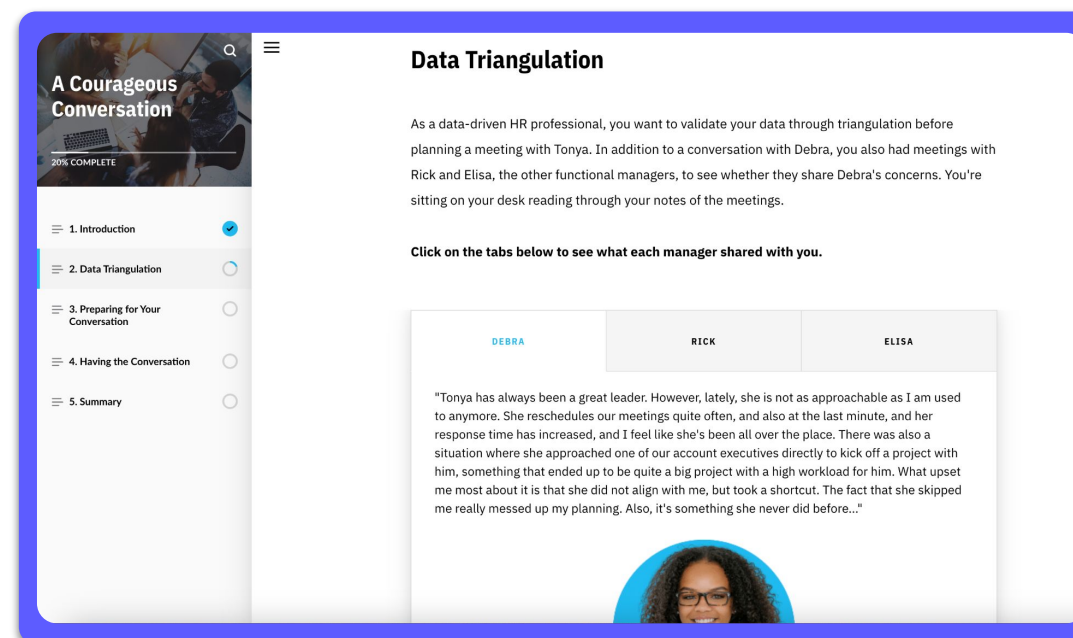 A Courageous
Conversation
20% COMPLETE
1. Introduction
2. Data Triangulation
3. Preparing for Your
Conversation
4. Having the Conversation
5. Summary
Data Triangulation
As a data-driven HR professional, you want to validate your data through triangulation before
planning a meeting with Tonya. In addition to a conversation with Debra, you also had meetings with
Rick and Elisa, the other functional managers, to see whether they share Debra's concerns. You're
sitting on your desk reading through your notes of the meetings.
Click on the tabs below to see what each manager shared with you.
DEBRA
RICK
ELISA
"Tonya has always been a great leader. However, lately, she is not as approachable as I am used
to anymore. She reschedules our meetings quite often, and also at the last minute, and her
response time has increased, and I feel like she's been all over the place. There was also a
situation where she approached one of our account executives directly to kick off a project with
him, something that ended up to be quite a big project with a high workload for him. What upset
me most about it is that she did not align with me, but took a shortcut. The fact that she skipped
me really messed up my planning. Also, it's something she never did before..."